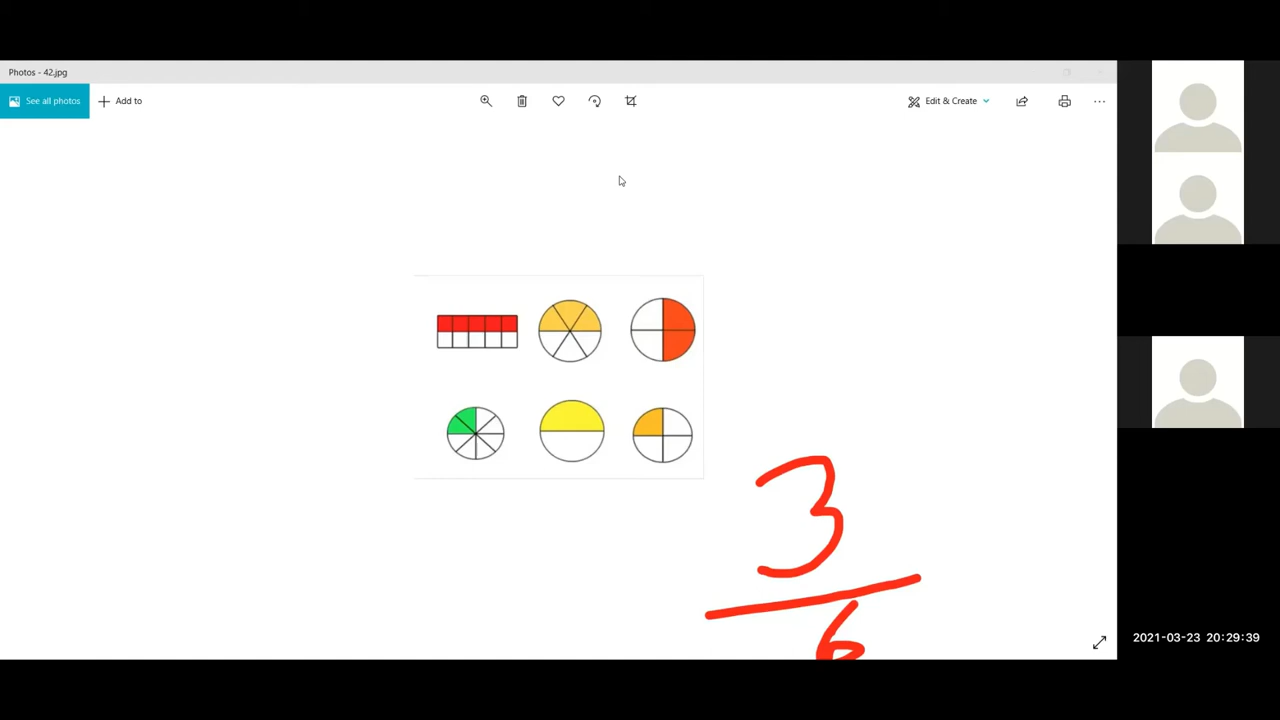 Photos - 42.jpg
See all photos
Add to
Edit & Create
3
6
2021-03-23 20:29:39